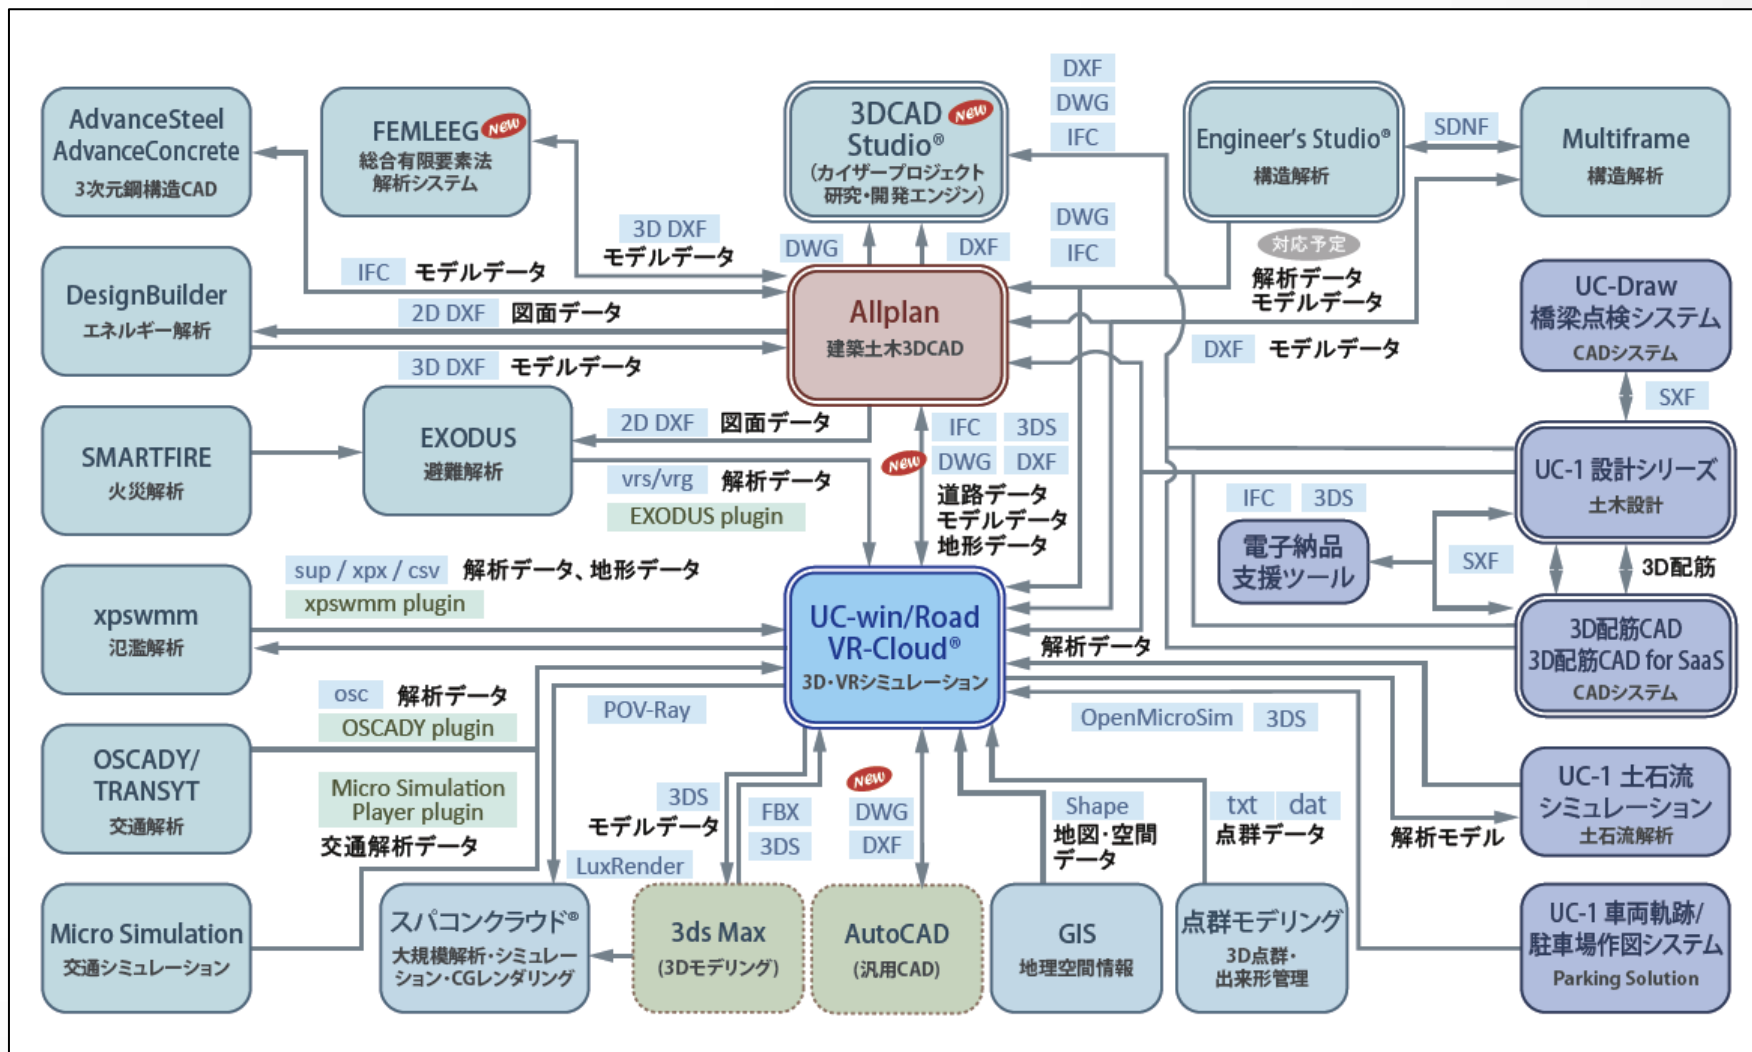 AdvanceSteel
AdvanceConcrete
3次元鋼構造CAD
FEMLEEG New
総合有限要素法
解析システム
3DCAD New
Studio®
(カイザープロジェクト
研究・開発エンジン)
DXF
DWG
IFC
Engineer's Studio®
構造解析
SDNF
Multiframe
構造解析
3D DXF
モデルデータ
DWG
DXF
DWG
IFC
対応予定
解析データ
モデルデータ
IFC モデルデータ
DesignBuilder
エネルギー解析
2D DXF 図面データ
3D DXF モデルデータ
Allplan
建築土木3DCAD
DXF モデルデータ
UC-Draw
橋梁点検システム
CADシステム
SXF
SMARTFIRE
火災解析
EXODUS
避難解析
2D DXF 図面データ
vrs/vrg 解析データ
EXODUS plugin
New
IFC 3DS
DWG DXF
道路データ
モデルデータ
地形データ
UC-1 設計シリーズ
土木設計
IFC 3DS
電子納品
支援ツール
SXF
3D配筋
xpswmm
氾濫解析
sup / xpx / csv 解析データ、地形データ
xpswmm plugin
UC-win/Road
VR-Cloud®
3D・VRシミュレーション
解析データ
3D配筋CAD
3D配筋CAD for SaaS
CADシステム
osc 解析データ
OSCADY plugin
POV-Ray
OpenMicroSim 3DS
OSCADY/
TRANSYT
交通解析
Micro Simulation
Player plugin
交通解析データ
3DS
モデルデータ
FBX
3DS
New
DWG
DXF
Shape
地図・空間
データ
txt dat
点群データ
解析モデル
UC-1 土石流
シミュレーション
土石流解析
LuxRender
Micro Simulation
交通シミュレーション
スパコンクラウド®
大規模解析・シミュレー
ション・CGレンダリング
3ds Max
(3Dモデリング)
AutoCAD
(汎用CAD)
GIS
地理空間情報
点群モデリング
3D点群・
出来形管理
UC-1 車両軌跡/
駐車場作図システム
Parking Solution